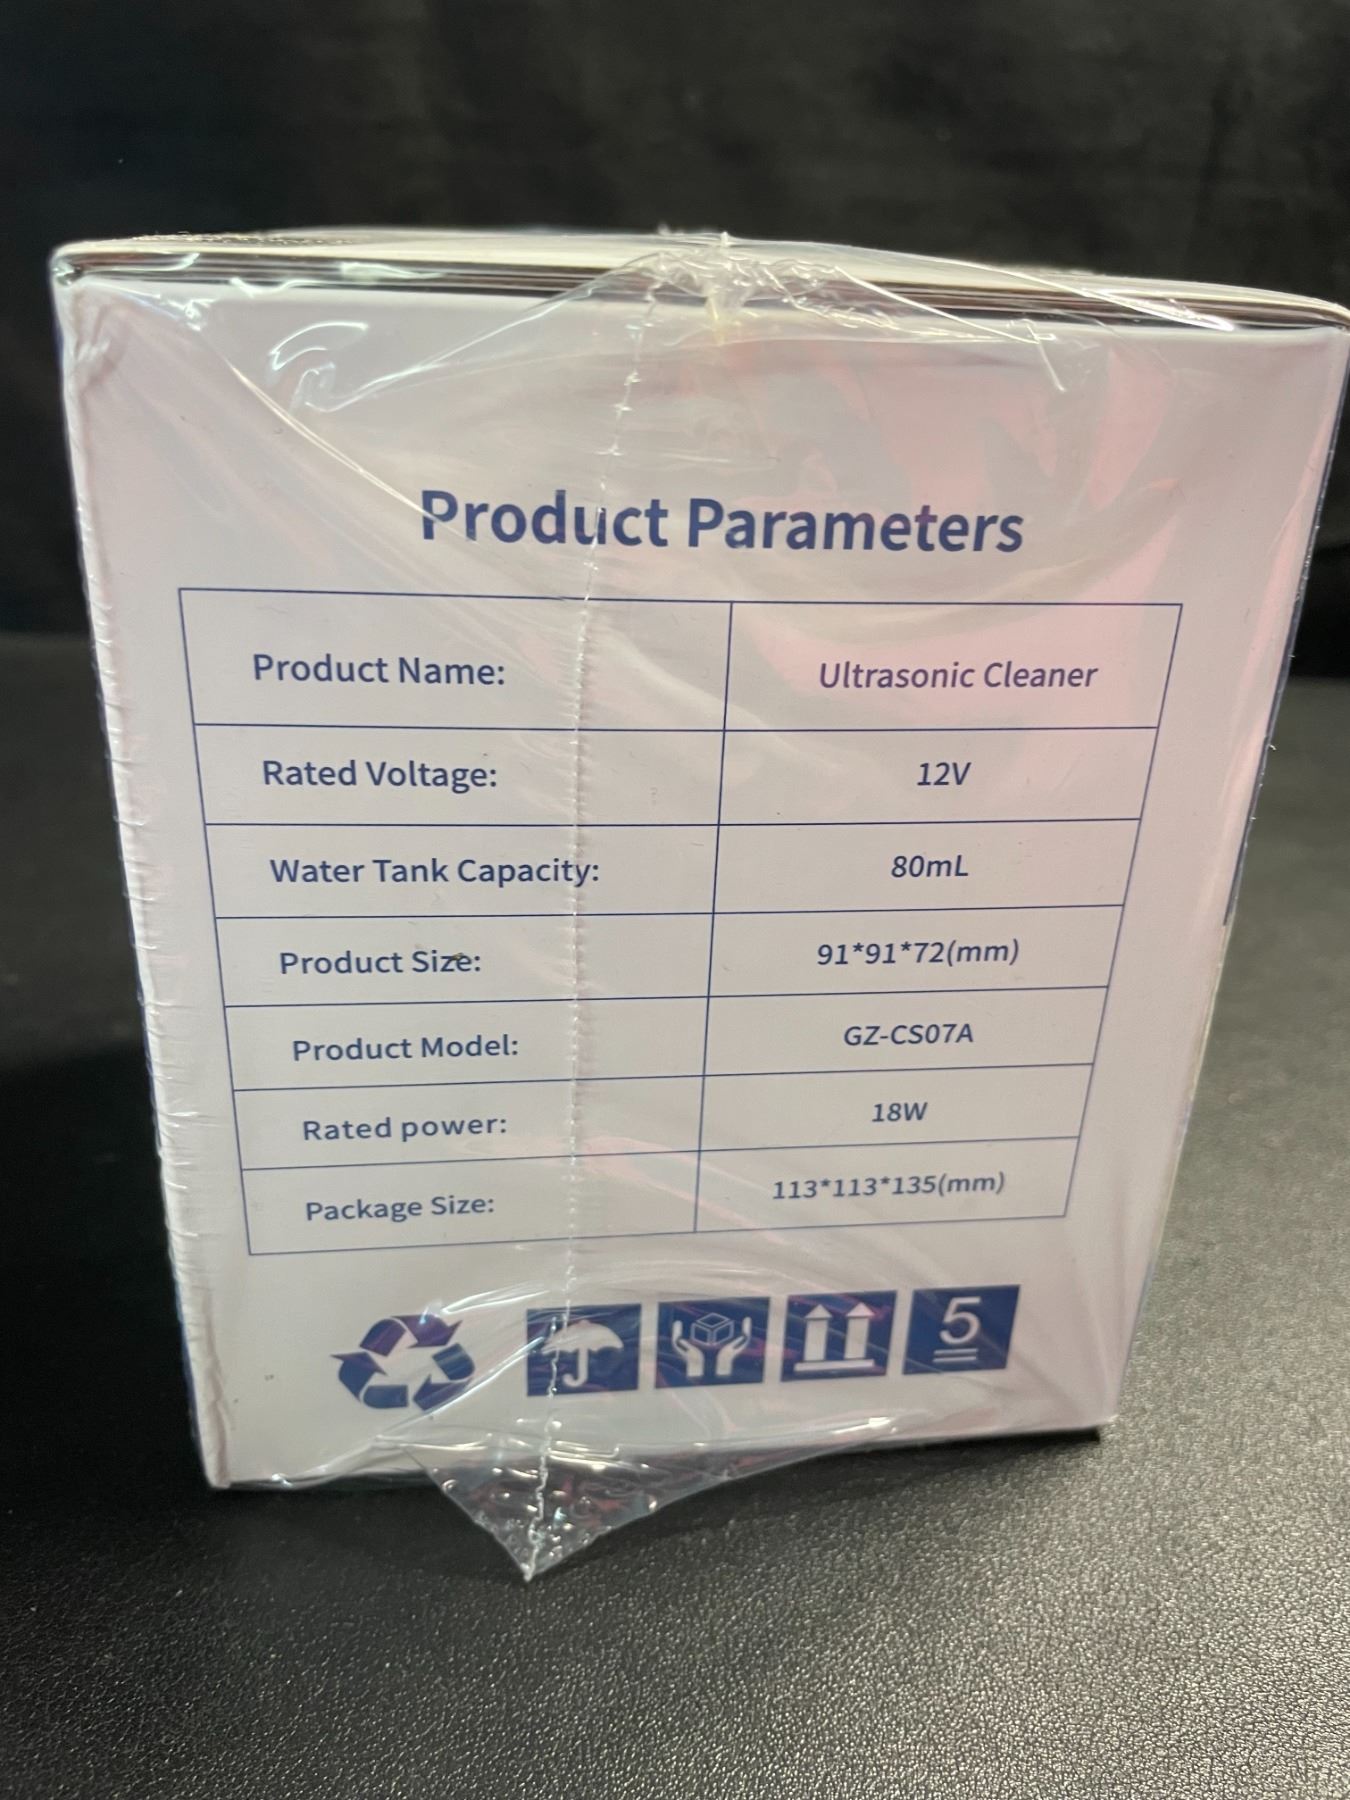 Product Parameters
Product Name: Ultrasonic Cleaner
Rated Voltage: 12V
Water Tank Capacity: 80mL
Product Size: 91*91*72(mm)
Product Model: GZ-CS07A
Rated power: 18W
Package Size: 113*113*135(mm)
5